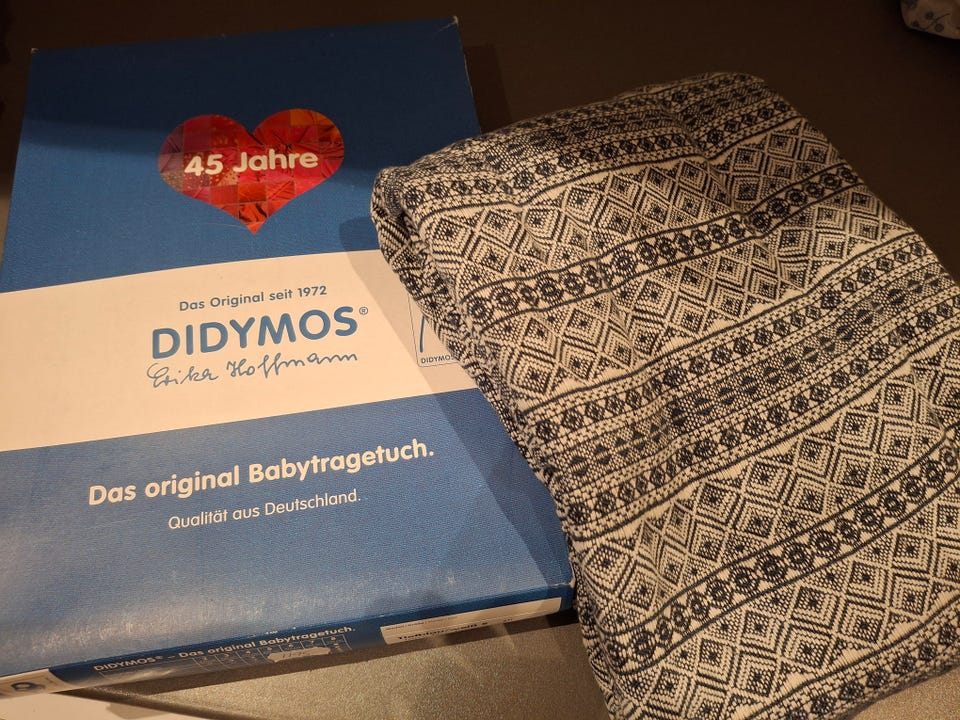 45 Jahre
Das Original seit 1972
DIDYMOS®
Erika Hoffmann
DIDYMOS
Das original Babytragetuch.
Qualität aus Deutschland.
DIDYMOS® – Das original Babytragetuch.